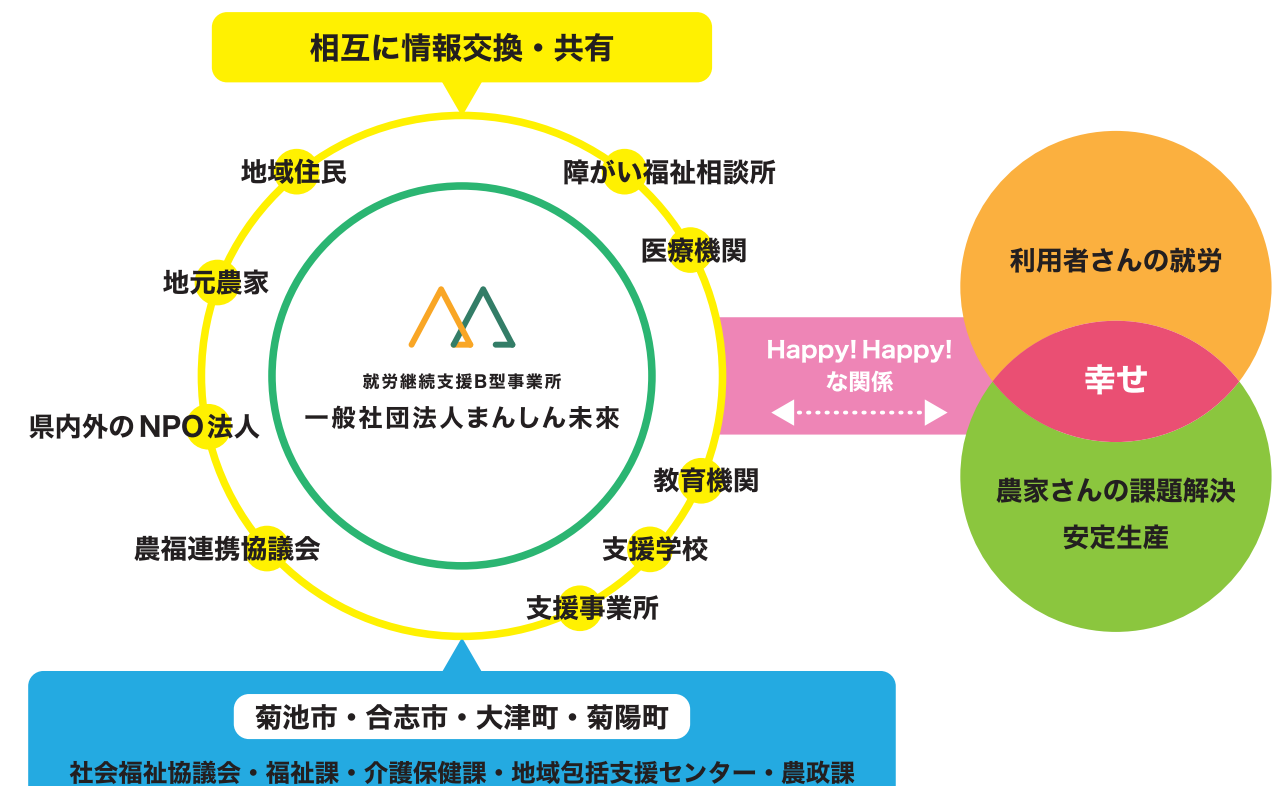 相互に情報交換・共有
地域住民
障がい福祉相談所
医療機関
地元農家
県内外のNPO法人
農福連携協議会
教育機関
支援学校
支援事業所
就労継続支援B型事業所
一般社団法人まんしん未來
Happy! Happy!
な関係
利用者さんの就労
幸せ
農家さんの課題解決
安定生産
菊池市・合志市・大津町・菊陽町
社会福祉協議会・福祉課・介護保健課・地域包括支援センター・農政課